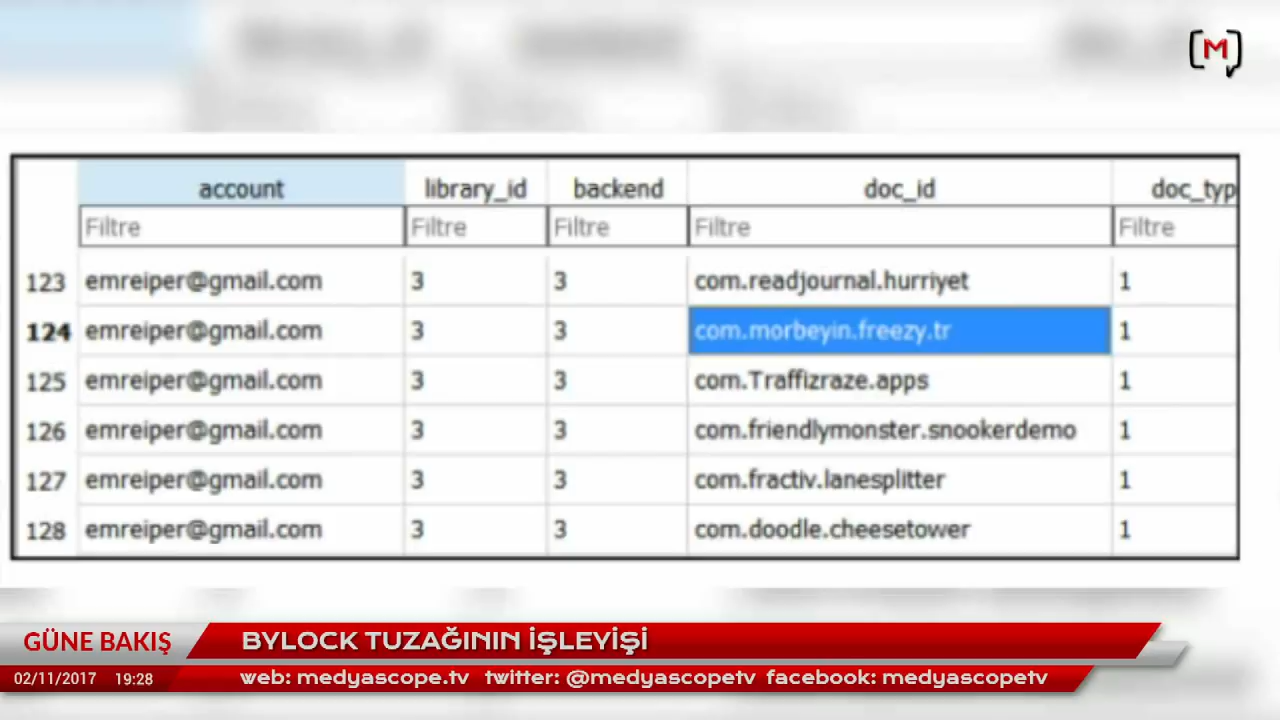 M
account library_id backend doc_id doc_typ
Filtre Filtre Filtre Filtre Filtre
123 emreiper@gmail.com 3 3 com.readjournal.hurriyet 1
124 emreiper@gmail.com 3 3 com.morbeyin.freezy.tr 1
125 emreiper@gmail.com 3 3 com.Traffizraze.apps 1
126 emreiper@gmail.com 3 3 com.friendlymonster.snookerdemo 1
127 emreiper@gmail.com 3 3 com.fractiv.lanesplitter 1
128 emreiper@gmail.com 3 3 com.doodle.cheesetower 1
GÜNE BAKIŞ BYLOCK TUZAĞININ İŞLEYİŞİ
02/11/2017 19:28 web: medyascope.tv twitter: @medyascopetv facebook: medyascopetv